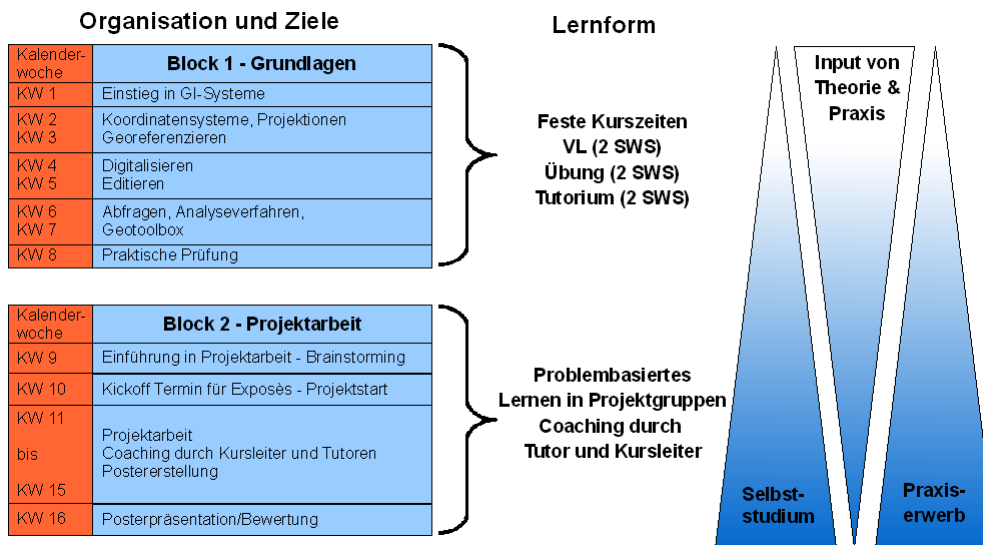 Organisation und Ziele
Lernform
Kalender-
woche
Block 1 - Grundlagen
KW 1
Einstieg in GI-Systeme
KW 2
Koordinatensysteme, Projektionen
KW 3
Georeferenzieren
KW 4
Digitalisieren
KW 5
Editieren
KW 6
Abfragen, Analyseverfahren,
KW 7
Geotoolbox
KW 8
Praktische Prüfung
Feste Kurszeiten
VL (2 SWS)
Übung (2 SWS)
Tutorium (2 SWS)
Input von
Theorie &
Praxis
Kalender-
woche
Block 2 - Projektarbeit
KW 9
Einführung in Projektarbeit - Brainstorming
KW 10
Kickoff Termin für Exposès - Projektstart
KW 11
bis
KW 15
Projektarbeit
Coaching durch Kursleiter und Tutoren
Postererstellung
KW 16
Posterpräsentation/Bewertung
Problembasiertes
Lernen in Projektgruppen
Coaching durch
Tutor und Kursleiter
Selbst-
studium
Praxis-
erwerb